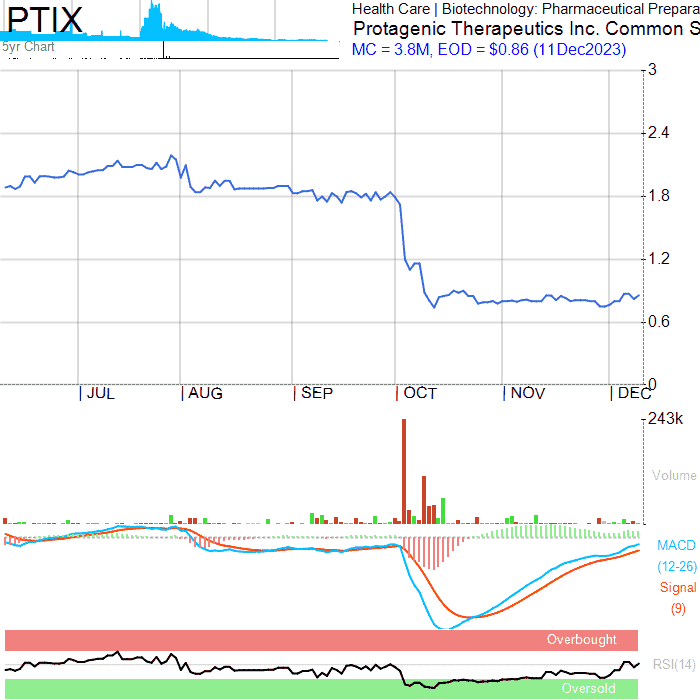 PTIX
5yr Chart
Health Care | Biotechnology: Pharmaceutical Prepara
Protagenic Therapeutics Inc. Common S
MC = 3.8M, EOD = $0.86 (11Dec2023)
3
2.4
1.8
1.2
0.6
0
| JUL | AUG | SEP | OCT | NOV | DEC
243k
Volume
MACD
(12-26)
Signal
(9)
Overbought
RSI(14)
Oversold